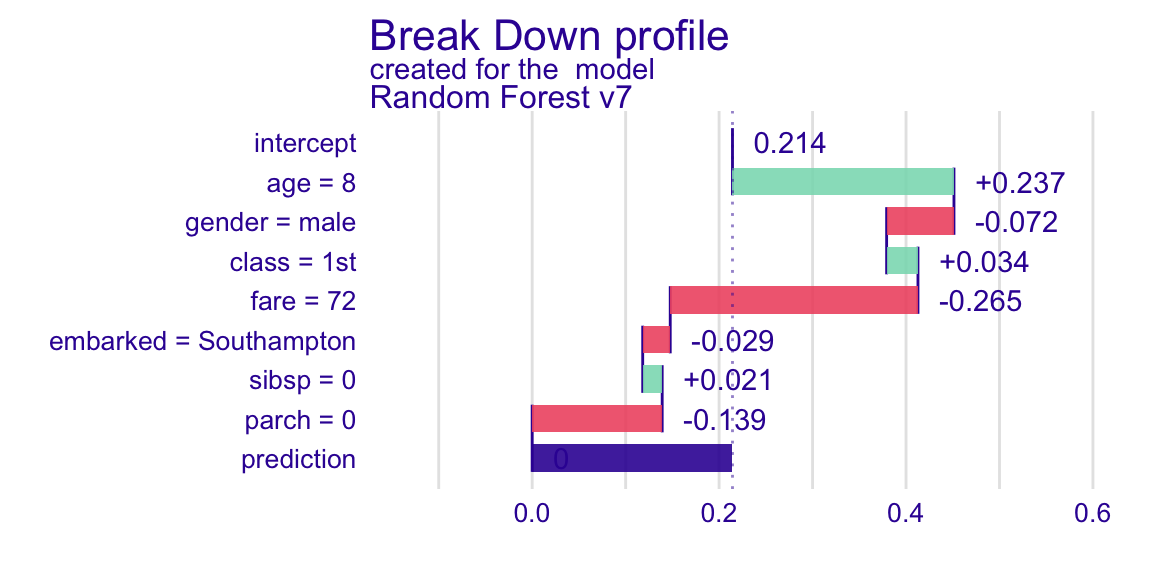 Break Down profile
created for the  model
Random Forest v7
intercept 0.214
age = 8 +0.237
gender = male -0.072
class = 1st +0.034
fare = 72 -0.265
embarked = Southampton -0.029
sibsp = 0 +0.021
parch = 0 -0.139
prediction 0
0.0 0.2 0.4 0.6